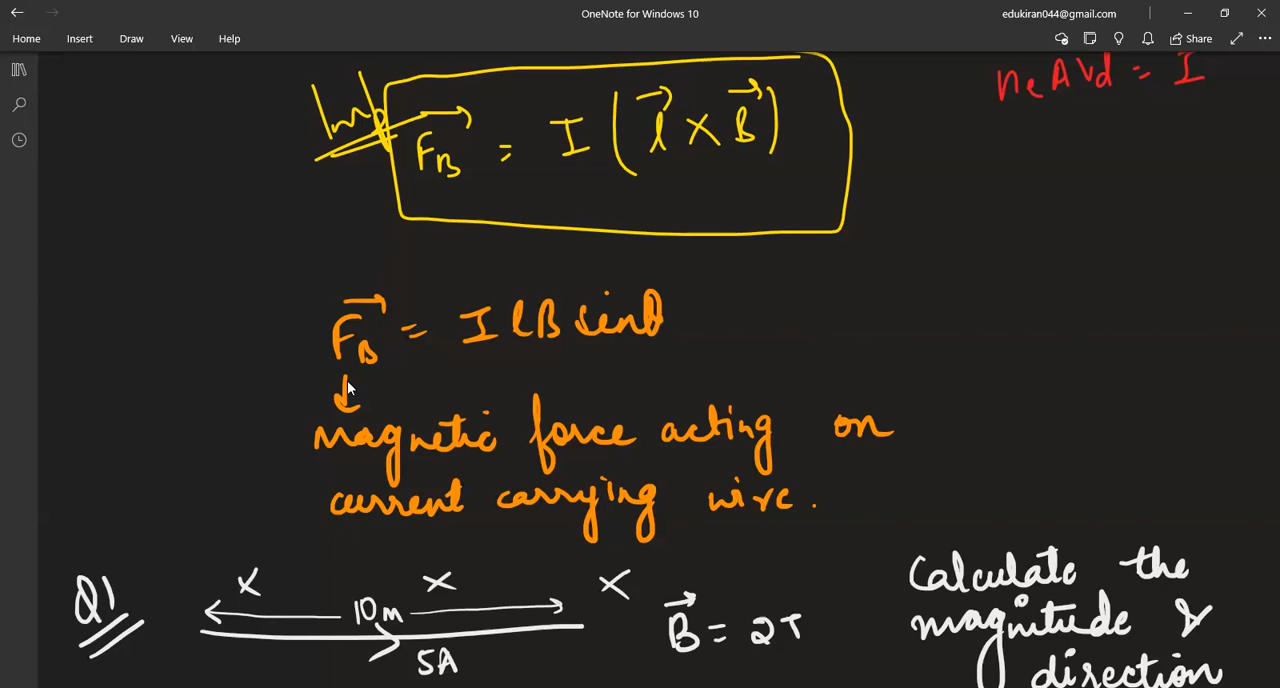 OneNote for Windows 10
edukiran044@gmail.com
Home Insert Draw View Help
Share
neAVd = I
Imp
F⃗B = I (l⃗ × B⃗)
F⃗B = I l B sinθ
↓
magnetic force acting on
current carrying wire.
Q1
X X X
10m
5A
B⃗ = 2T
Calculate the
magnitude &
direction